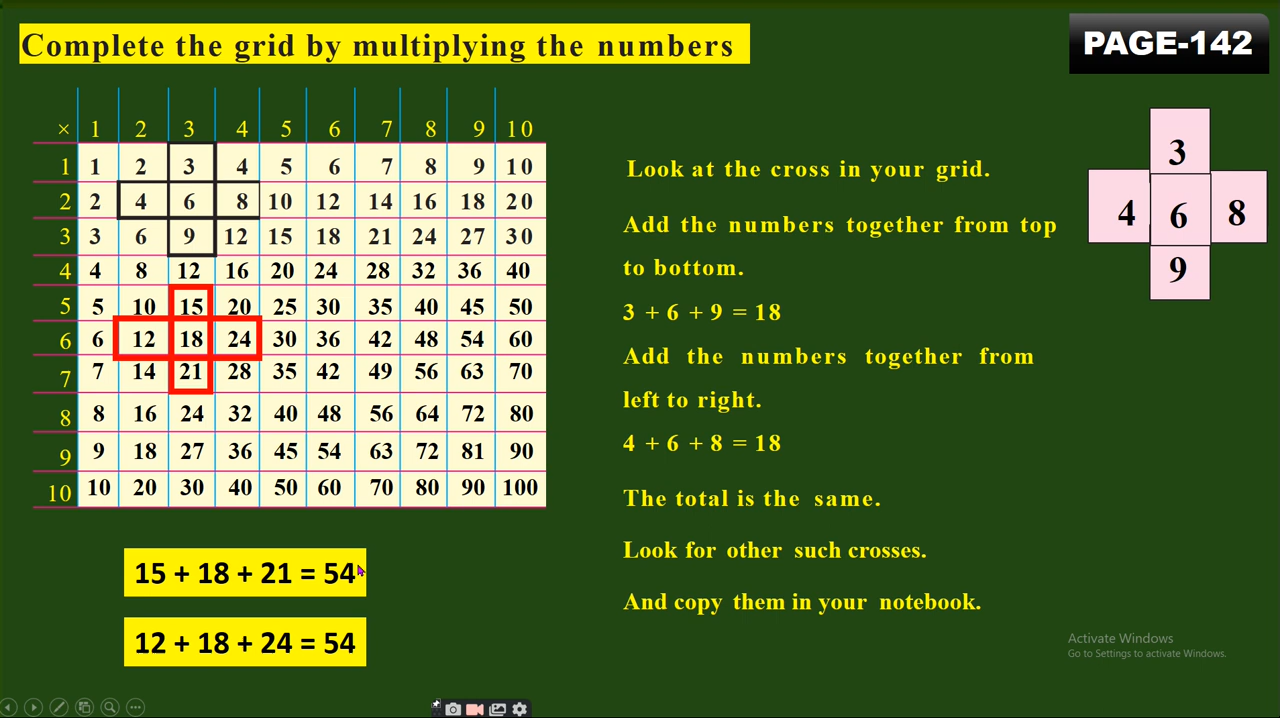 Complete the grid by multiplying the numbers
PAGE-142
× 1 2 3 4 5 6 7 8 9 10
1 1 2 3 4 5 6 7 8 9 10
2 2 4 6 8 10 12 14 16 18 20
3 3 6 9 12 15 18 21 24 27 30
4 4 8 12 16 20 24 28 32 36 40
5 5 10 15 20 25 30 35 40 45 50
6 6 12 18 24 30 36 42 48 54 60
7 7 14 21 28 35 42 49 56 63 70
8 8 16 24 32 40 48 56 64 72 80
9 9 18 27 36 45 54 63 72 81 90
10 10 20 30 40 50 60 70 80 90 100
15 + 18 + 21 = 54
12 + 18 + 24 = 54
Look at the cross in your grid.
Add the numbers together from top
to bottom.
3 + 6 + 9 = 18
Add the numbers together from
left to right.
4 + 6 + 8 = 18
The total is the same.
Look for other such crosses.
And copy them in your notebook.
3
4 6 8
9
Activate Windows
Go to Settings to activate Windows.